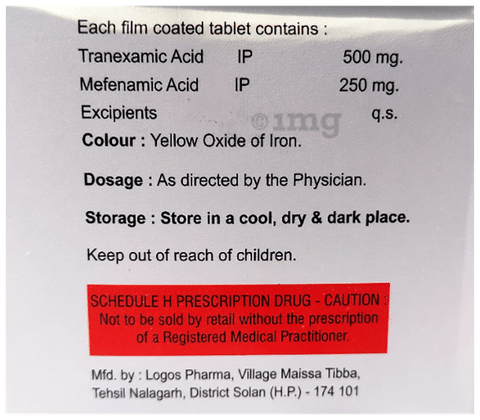 Each film coated tablet contains :
Tranexamic Acid IP 500 mg.
Mefenamic Acid IP 250 mg.
Excipients q.s.
©1mg
Colour : Yellow Oxide of Iron.
Dosage : As directed by the Physician.
Storage : Store in a cool, dry & dark place.
Keep out of reach of children.
SCHEDULE H PRESCRIPTION DRUG - CAUTION :
Not to be sold by retail without the prescription
of a Registered Medical Practitioner.
Mfd. by : Logos Pharma, Village Maissa Tibba,
Tehsil Nalagarh, District Solan (H.P.) - 174 101